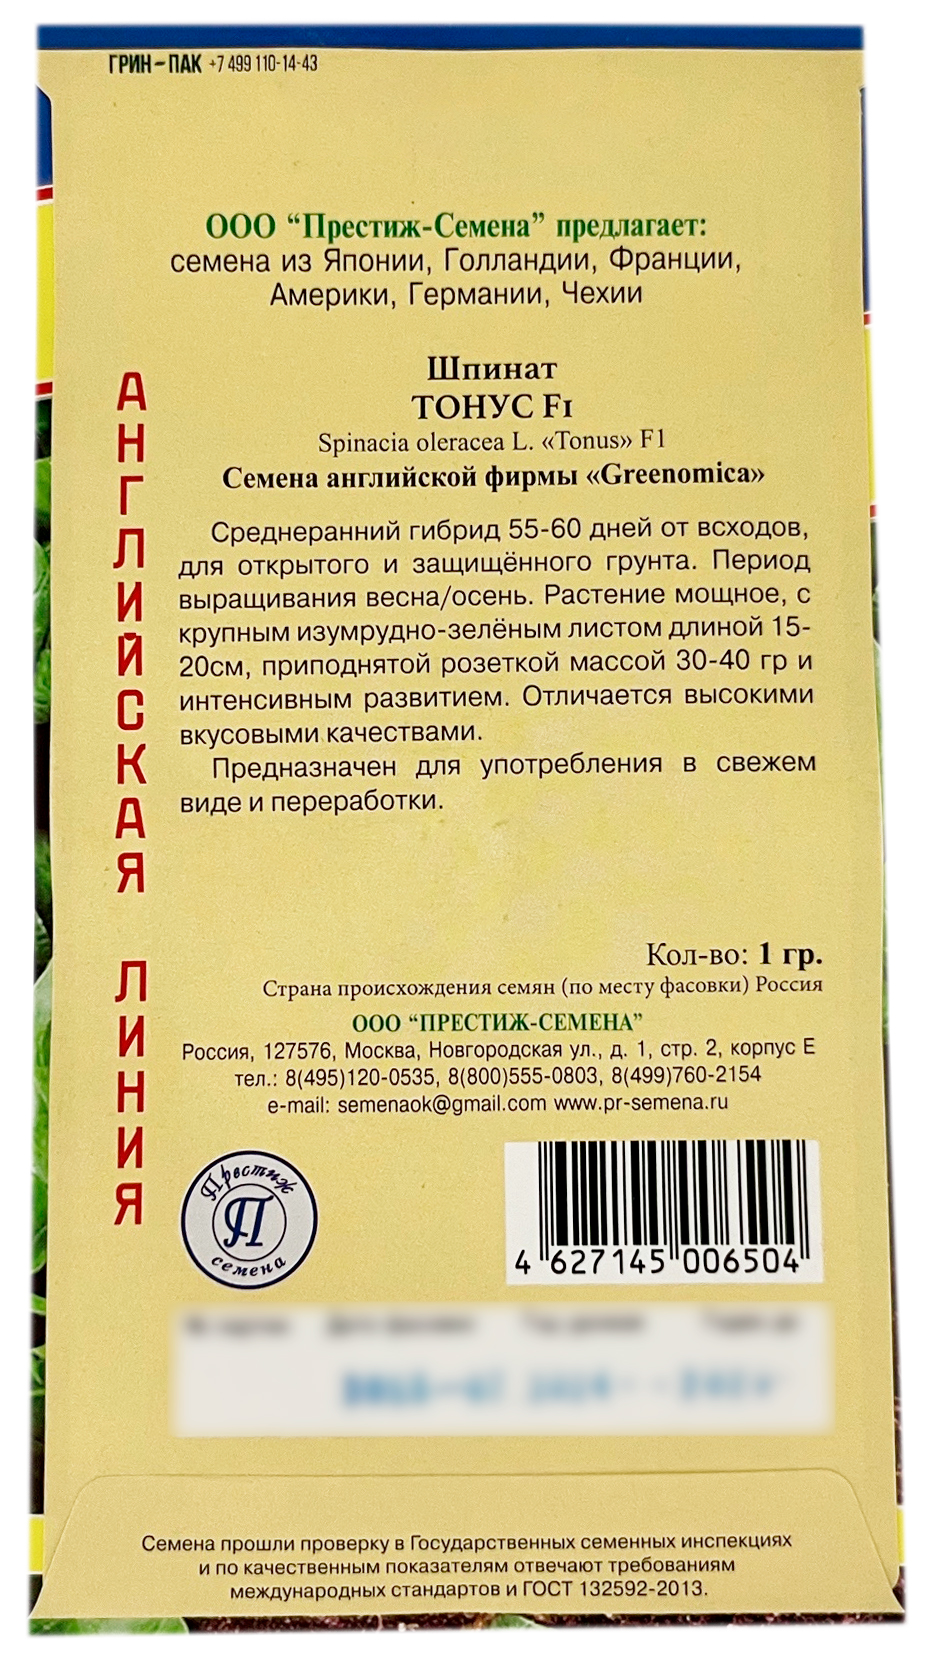 ГРИН-ПАК +7 499 110-14-43
ООО “Престиж-Семена” предлагает:
семена из Японии, Голландии, Франции,
Америки, Германии, Чехии
Шпинат
ТОНУС F1
Spinacia oleracea L. «Tonus» F1
Семена английской фирмы «Greenomica»
Среднеранний гибрид 55-60 дней от всходов,
для открытого и защищённого грунта. Период
выращивания весна/осень. Растение мощное, с
крупным изумрудно-зелёным листом длиной 15-
20см, приподнятой розеткой массой 30-40 гр и
интенсивным развитием. Отличается высокими
вкусовыми качествами.
Предназначен для употребления в свежем
виде и переработки.
АНГЛИЙСКАЯ ЛИНИЯ
Кол-во: 1 гр.
Страна происхождения семян (по месту фасовки) Россия
ООО “ПРЕСТИЖ-СЕМЕНА”
Россия, 127576, Москва, Новгородская ул., д. 1, стр. 2, корпус Е
тел.: 8(495)120-0535, 8(800)555-0803, 8(499)760-2154
e-mail: semenaok@gmail.com www.pr-semena.ru
Престиж
П
семена
4 627145 006504
Семена прошли проверку в Государственных семенных инспекциях
и по качественным показателям отвечают требованиям
международных стандартов и ГОСТ 132592-2013.